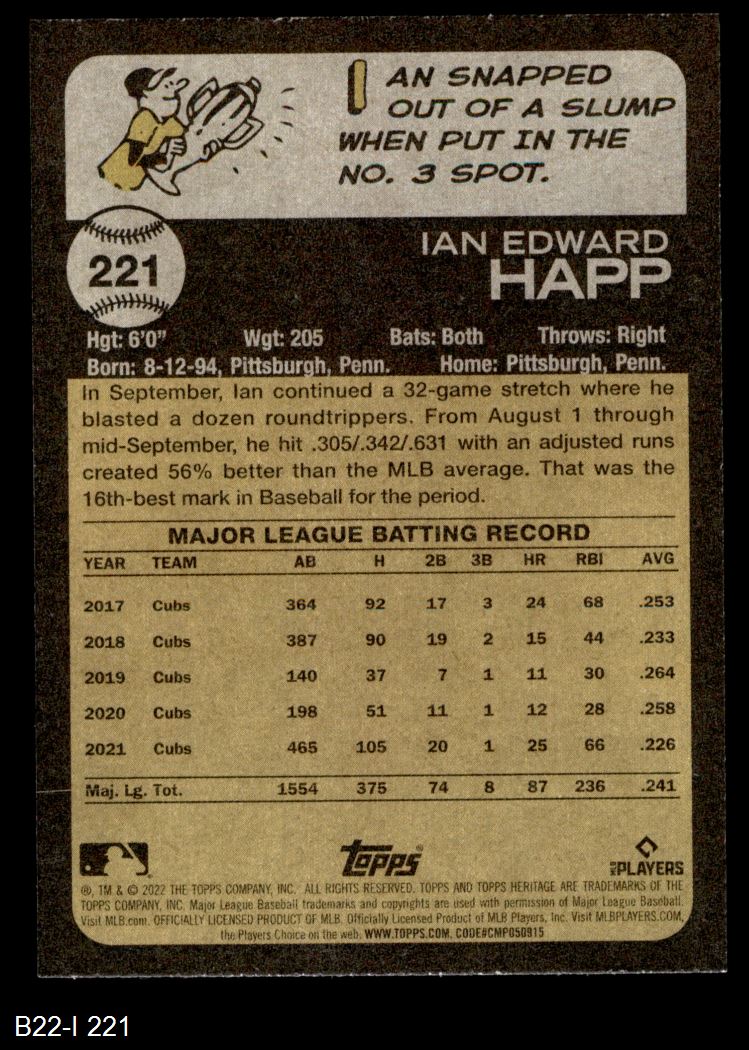 IAN SNAPPED
OUT OF A SLUMP
WHEN PUT IN THE
NO. 3 SPOT.
221
IAN EDWARD
HAPP
Hgt: 6'0" Wgt: 205 Bats: Both Throws: Right
Born: 8-12-94, Pittsburgh, Penn. Home: Pittsburgh, Penn.
In September, Ian continued a 32-game stretch where he
blasted a dozen roundtrippers. From August 1 through
mid-September, he hit .305/.342/.631 with an adjusted runs
created 56% better than the MLB average. That was the
16th-best mark in Baseball for the period.
MAJOR LEAGUE BATTING RECORD
YEAR TEAM AB H 2B 3B HR RBI AVG
2017 Cubs 364 92 17 3 24 68 .253
2018 Cubs 387 90 19 2 15 44 .233
2019 Cubs 140 37 7 1 11 30 .264
2020 Cubs 198 51 11 1 12 28 .258
2021 Cubs 465 105 20 1 25 66 .226
Maj. Lg. Tot. 1554 375 74 8 87 236 .241
Topps
MLB PLAYERS
®, TM & © 2022 THE TOPPS COMPANY, INC. ALL RIGHTS RESERVED. TOPPS AND TOPPS HERITAGE ARE TRADEMARKS OF THE
TOPPS COMPANY, INC. Major League Baseball trademarks and copyrights are used with permission of Major League Baseball.
Visit MLB.com. OFFICIALLY LICENSED PRODUCT OF MLB. Officially Licensed Product of MLB Players, Inc. Visit MLBPLAYERS.COM,
the Players Choice on the web. WWW.TOPPS.COM. CODE#CMP050915
B22-I 221